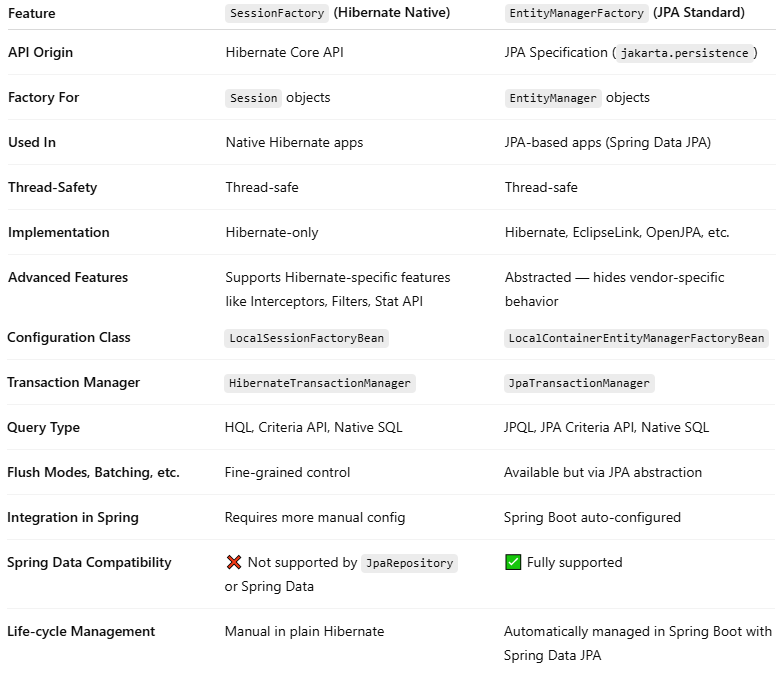 Feature SessionFactory (Hibernate Native) EntityManagerFactory (JPA Standard)
API Origin Hibernate Core API JPA Specification ( jakarta.persistence )
Factory For Session objects EntityManager objects
Used In Native Hibernate apps JPA-based apps (Spring Data JPA)
Thread-Safety Thread-safe Thread-safe
Implementation Hibernate-only Hibernate, EclipseLink, OpenJPA, etc.
Advanced Features Supports Hibernate-specific features Abstracted — hides vendor-specific
like Interceptors, Filters, Stat API behavior
Configuration Class LocalSessionFactoryBean LocalContainerEntityManagerFactoryBean
Transaction Manager HibernateTransactionManager JpaTransactionManager
Query Type HQL, Criteria API, Native SQL JPQL, JPA Criteria API, Native SQL
Flush Modes, Batching, etc. Fine-grained control Available but via JPA abstraction
Integration in Spring Requires more manual config Spring Boot auto-configured
Spring Data Compatibility ❌ Not supported by JpaRepository ✅ Fully supported
or Spring Data
Life-cycle Management Manual in plain Hibernate Automatically managed in Spring Boot with
Spring Data JPA